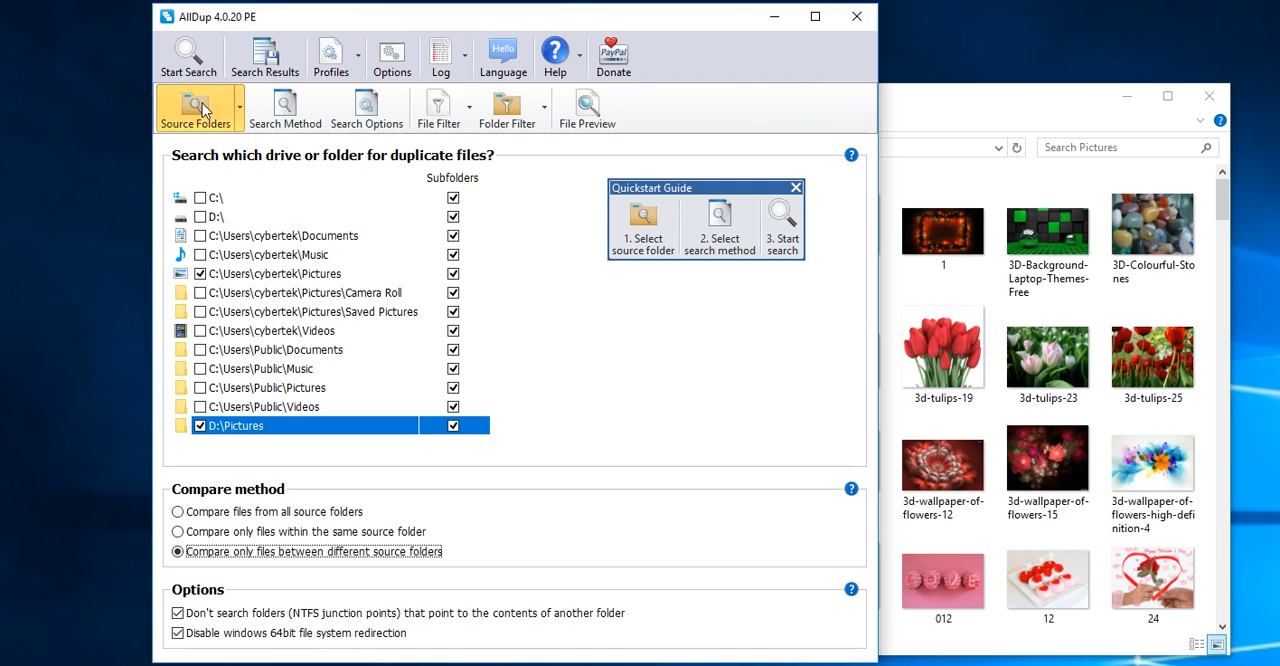 AllDup 4.0.20 PE
Start Search
Search Results
Profiles
Options
Log
Hello
Language
Help
PayPal
Donate
Source Folders
Search Method
Search Options
File Filter
Folder Filter
File Preview
Search which drive or folder for duplicate files?
Subfolders
C:\
D:\
C:\Users\cybertek\Documents
C:\Users\cybertek\Music
C:\Users\cybertek\Pictures
C:\Users\cybertek\Pictures\Camera Roll
C:\Users\cybertek\Pictures\Saved Pictures
C:\Users\cybertek\Videos
C:\Users\Public\Documents
C:\Users\Public\Music
C:\Users\Public\Pictures
C:\Users\Public\Videos
D:\Pictures
Quickstart Guide
1. Select
source folder
2. Select
search method
3. Start
search
Compare method
Compare files from all source folders
Compare only files within the same source folder
Compare only files between different source folders
Options
Don't search folders (NTFS junction points) that point to the contents of another folder
Disable windows 64bit file system redirection
Search Pictures
1
3D-Background-
Laptop-Themes-
Free
3D-Colourful-Sto
nes
3d-tulips-19
3d-tulips-23
3d-tulips-25
3d-wallpaper-of-
flowers-12
3d-wallpaper-of-
flowers-15
3d-wallpaper-of-
flowers-high-defi
nition-4
012
12
24